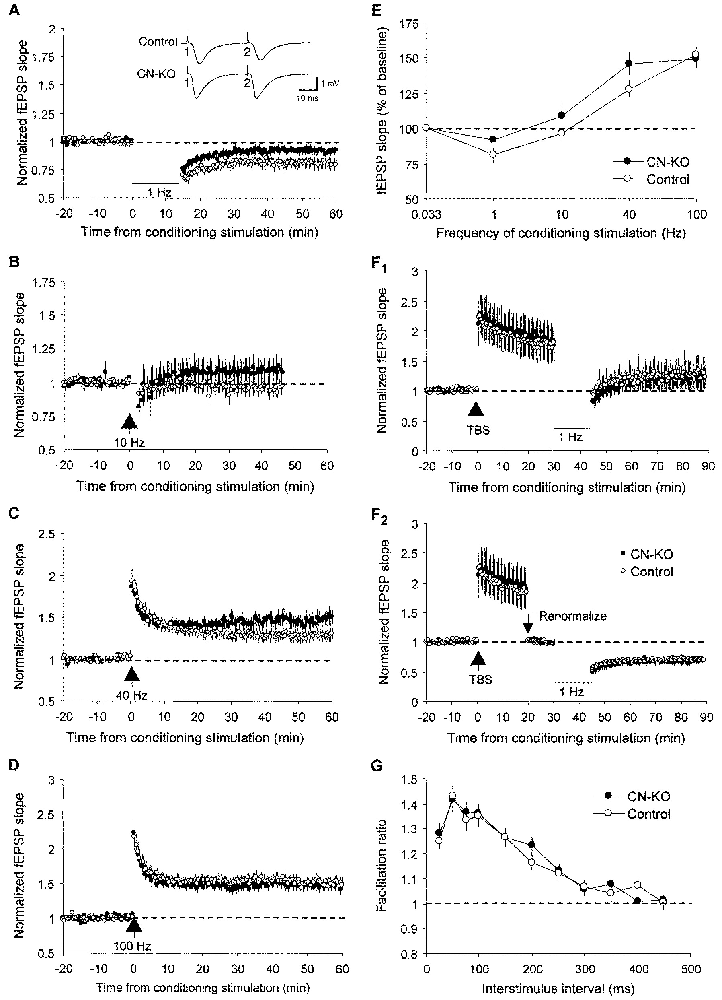 A
Normalized fEPSP slope
2
1.75
1.5
1.25
1
0.75
0.5
Control
1 2
CN-KO
1 2
1 mV
10 ms
1 Hz
-20 -10 0 10 20 30 40 50 60
Time from conditioning stimulation (min)
B
Normalized fEPSP slope
1.75
1.5
1.25
1
0.75
0.5
10 Hz
-20 -10 0 10 20 30 40 50 60
Time from conditioning stimulation (min)
C
Normalized fEPSP slope
2.5
2
1.5
1
0.5
40 Hz
-20 -10 0 10 20 30 40 50 60
Time from conditioning stimulation (min)
D
Normalized fEPSP slope
3
2.5
2
1.5
1
0.5
100 Hz
-20 -10 0 10 20 30 40 50 60
Time from conditioning stimulation (min)
E
fEPSP slope (% of baseline)
175
150
125
100
75
50
CN-KO
Control
0.033 1 10 40 100
Frequency of conditioning stimulation (Hz)
F1
Normalized fEPSP slope
3
2.5
2
1.5
1
0.5
0
TBS
1 Hz
-20 -10 0 10 20 30 40 50 60 70 80 90
Time from conditioning stimulation (min)
F2
Normalized fEPSP slope
3
2.5
2
1.5
1
0.5
0
CN-KO
Control
Renormalize
TBS
1 Hz
-20 -10 0 10 20 30 40 50 60 70 80 90
Time from conditioning stimulation (min)
G
Facilitation ratio
1.5
1.4
1.3
1.2
1.1
1
0.9
0.8
CN-KO
Control
0 100 200 300 400 500
Interstimulus interval (ms)